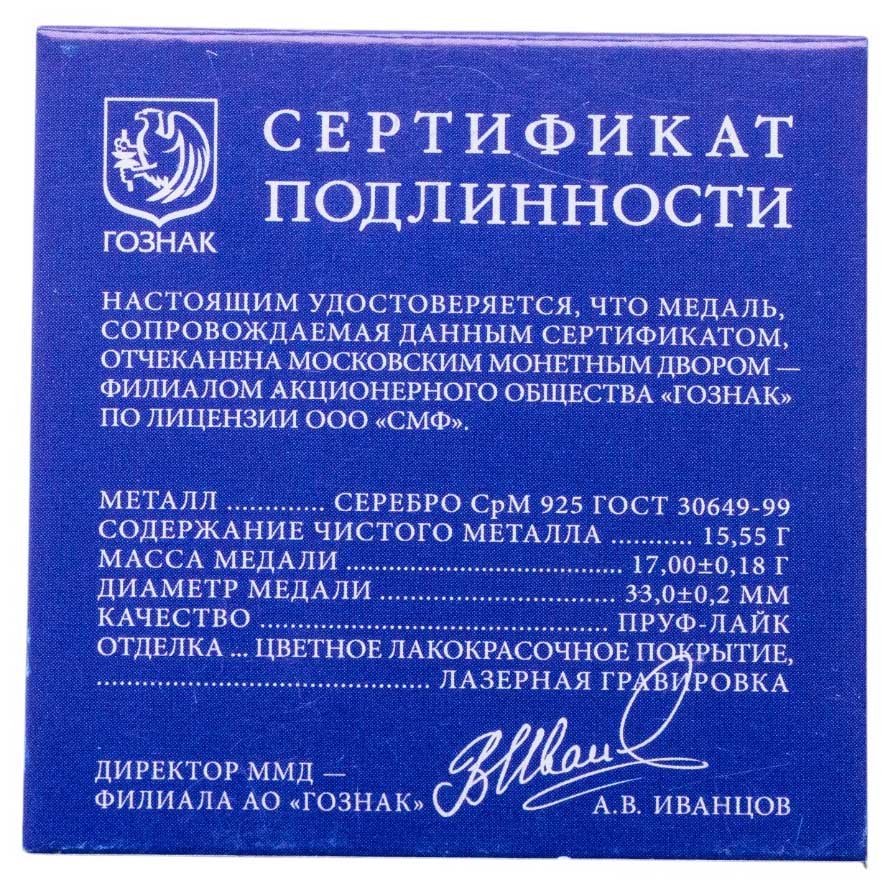 СЕРТИФИКАТ
ПОДЛИННОСТИ
ГОЗНАК
НАСТОЯЩИМ УДОСТОВЕРЯЕТСЯ, ЧТО МЕДАЛЬ,
СОПРОВОЖДАЕМАЯ ДАННЫМ СЕРТИФИКАТОМ,
ОТЧЕКАНЕНА МОСКОВСКИМ МОНЕТНЫМ ДВОРОМ —
ФИЛИАЛОМ АКЦИОНЕРНОГО ОБЩЕСТВА «ГОЗНАК»
ПО ЛИЦЕНЗИИ ООО «СМФ».
МЕТАЛЛ ............. СЕРЕБРО СрМ 925 ГОСТ 30649-99
СОДЕРЖАНИЕ ЧИСТОГО МЕТАЛЛА .......... 15,55 Г
МАССА МЕДАЛИ ................................... 17,00±0,18 Г
ДИАМЕТР МЕДАЛИ .............................. 33,0±0,2 ММ
КАЧЕСТВО ............................................ ПРУФ-ЛАЙК
ОТДЕЛКА ... ЦВЕТНОЕ ЛАКОКРАСОЧНОЕ ПОКРЫТИЕ,
.......................................... ЛАЗЕРНАЯ ГРАВИРОВКА
ДИРЕКТОР ММД —
ФИЛИАЛА АО «ГОЗНАК» А.В. ИВАНЦОВ